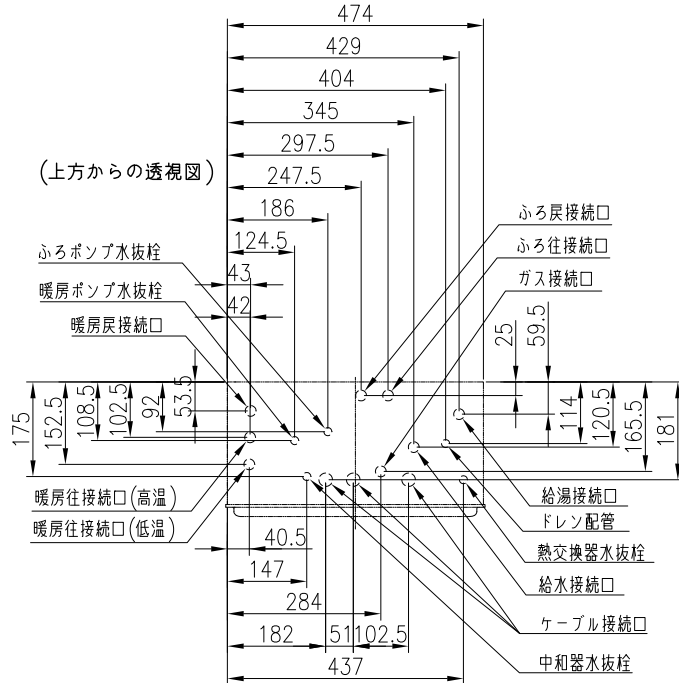 474
429
404
345
297.5
(上方からの透視図)
247.5
186
ふろ戻接続口
124.5
ふろ往接続口
ふろポンプ水抜栓
43
ガス接続口
暖房ポンプ水抜栓
42
暖房戻接続口
25
59.5
175
152.5
108.5
102.5
92
53.5
114
120.5
165.5
181
暖房往接続口(高温)
給湯接続口
暖房往接続口(低温)
ドレン配管
40.5
熱交換器水抜栓
147
給水接続口
284
ケーブル接続口
182
51
102.5
中和器水抜栓
437